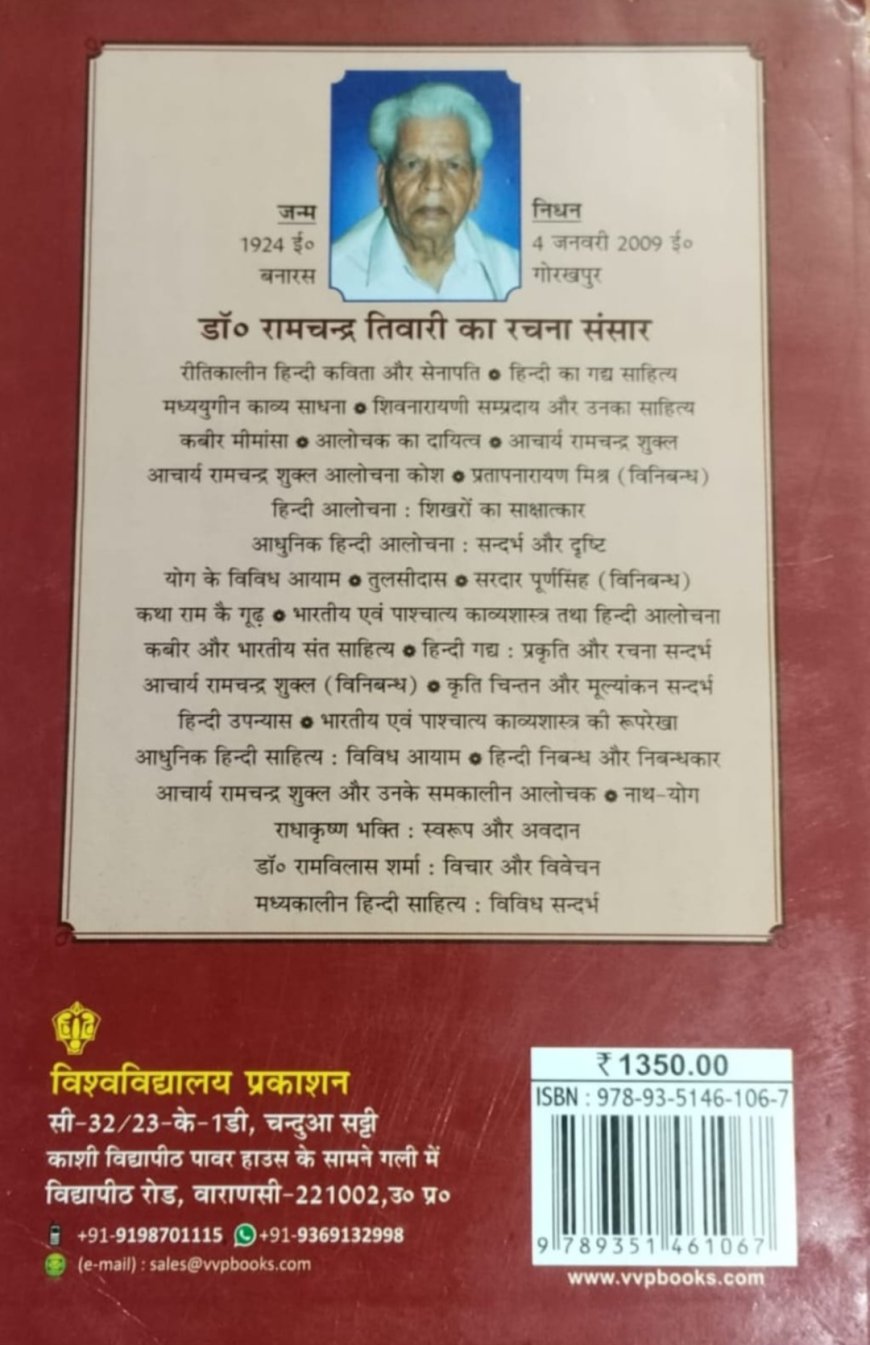 जन्म
1924 ई०
बनारस
निधन
4 जनवरी 2009 ई०
गोरखपुर
डॉ० रामचन्द्र तिवारी का रचना संसार
रीतिकालीन हिन्दी कविता और सेनापति ● हिन्दी का गद्य साहित्य
मध्ययुगीन काव्य साधना ● शिवनारायणी सम्प्रदाय और उनका साहित्य
कबीर मीमांसा ● आलोचक का दायित्व ● आचार्य रामचन्द्र शुक्ल
आचार्य रामचन्द्र शुक्ल आलोचना कोश ● प्रतापनारायण मिश्र (विनिबन्ध)
हिन्दी आलोचना : शिखरों का साक्षात्कार
आधुनिक हिन्दी आलोचना : सन्दर्भ और दृष्टि
योग के विविध आयाम ● तुलसीदास ● सरदार पूर्णसिंह (विनिबन्ध)
कथा राम कै गूढ़ ● भारतीय एवं पाश्चात्य काव्यशास्त्र तथा हिन्दी आलोचना
कबीर और भारतीय संत साहित्य ● हिन्दी गद्य : प्रकृति और रचना सन्दर्भ
आचार्य रामचन्द्र शुक्ल (विनिबन्ध) ● कृति चिन्तन और मूल्यांकन सन्दर्भ
हिन्दी उपन्यास ● भारतीय एवं पाश्चात्य काव्यशास्त्र की रूपरेखा
आधुनिक हिन्दी साहित्य : विविध आयाम ● हिन्दी निबन्ध और निबन्धकार
आचार्य रामचन्द्र शुक्ल और उनके समकालीन आलोचक ● नाथ-योग
राधाकृष्ण भक्ति : स्वरूप और अवदान
डॉ० रामविलास शर्मा : विचार और विवेचन
मध्यकालीन हिन्दी साहित्य : विविध सन्दर्भ
विश्वविद्यालय प्रकाशन
सी-32/23-के-1डी, चन्दुआ सट्टी
काशी विद्यापीठ पावर हाउस के सामने गली में
विद्यापीठ रोड, वाराणसी-221002,उ० प्र०
+91-9198701115 +91-9369132998
(e-mail) : sales@vvpbooks.com
₹ 1350.00
ISBN : 978-93-5146-106-7
9 789351 461067
www.vvpbooks.com